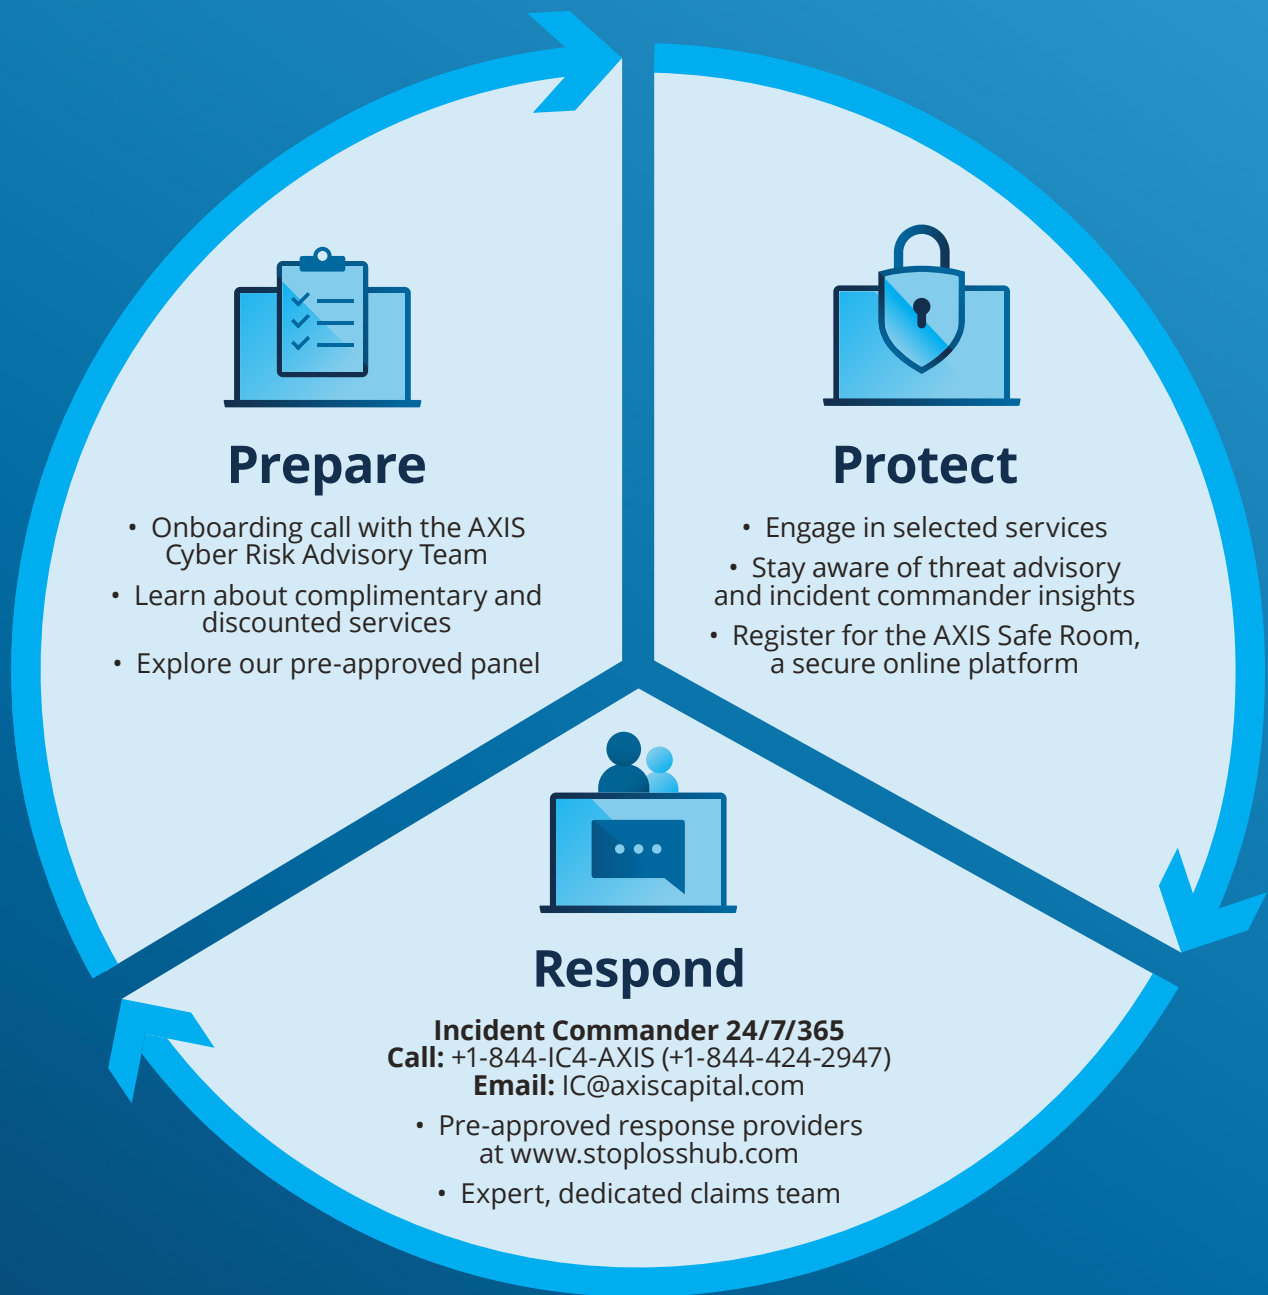 Prepare
• Onboarding call with the AXIS
Cyber Risk Advisory Team
• Learn about complimentary and
discounted services
• Explore our pre-approved panel
Protect
• Engage in selected services
• Stay aware of threat advisory
and incident commander insights
• Register for the AXIS Safe Room,
a secure online platform
Respond
Incident Commander 24/7/365
Call: +1-844-IC4-AXIS (+1-844-424-2947)
Email: IC@axiscapital.com
• Pre-approved response providers
at www.stoplosshub.com
• Expert, dedicated claims team